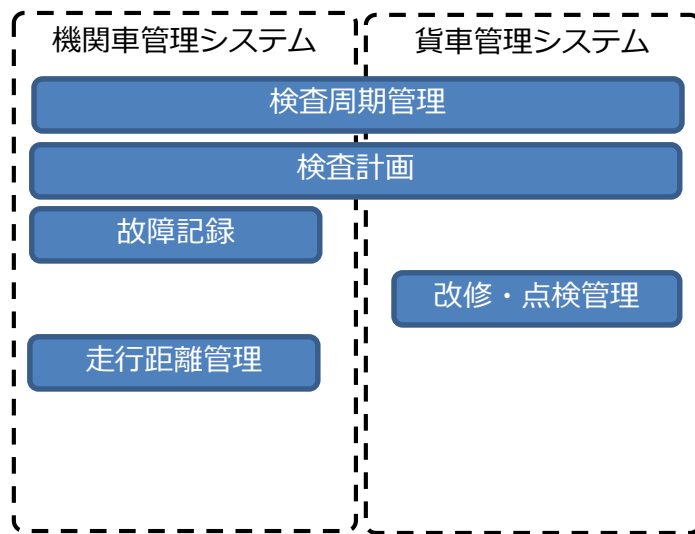 機関車管理システム
貨車管理システム
検査周期管理
検査計画
故障記録
改修・点検管理
走行距離管理